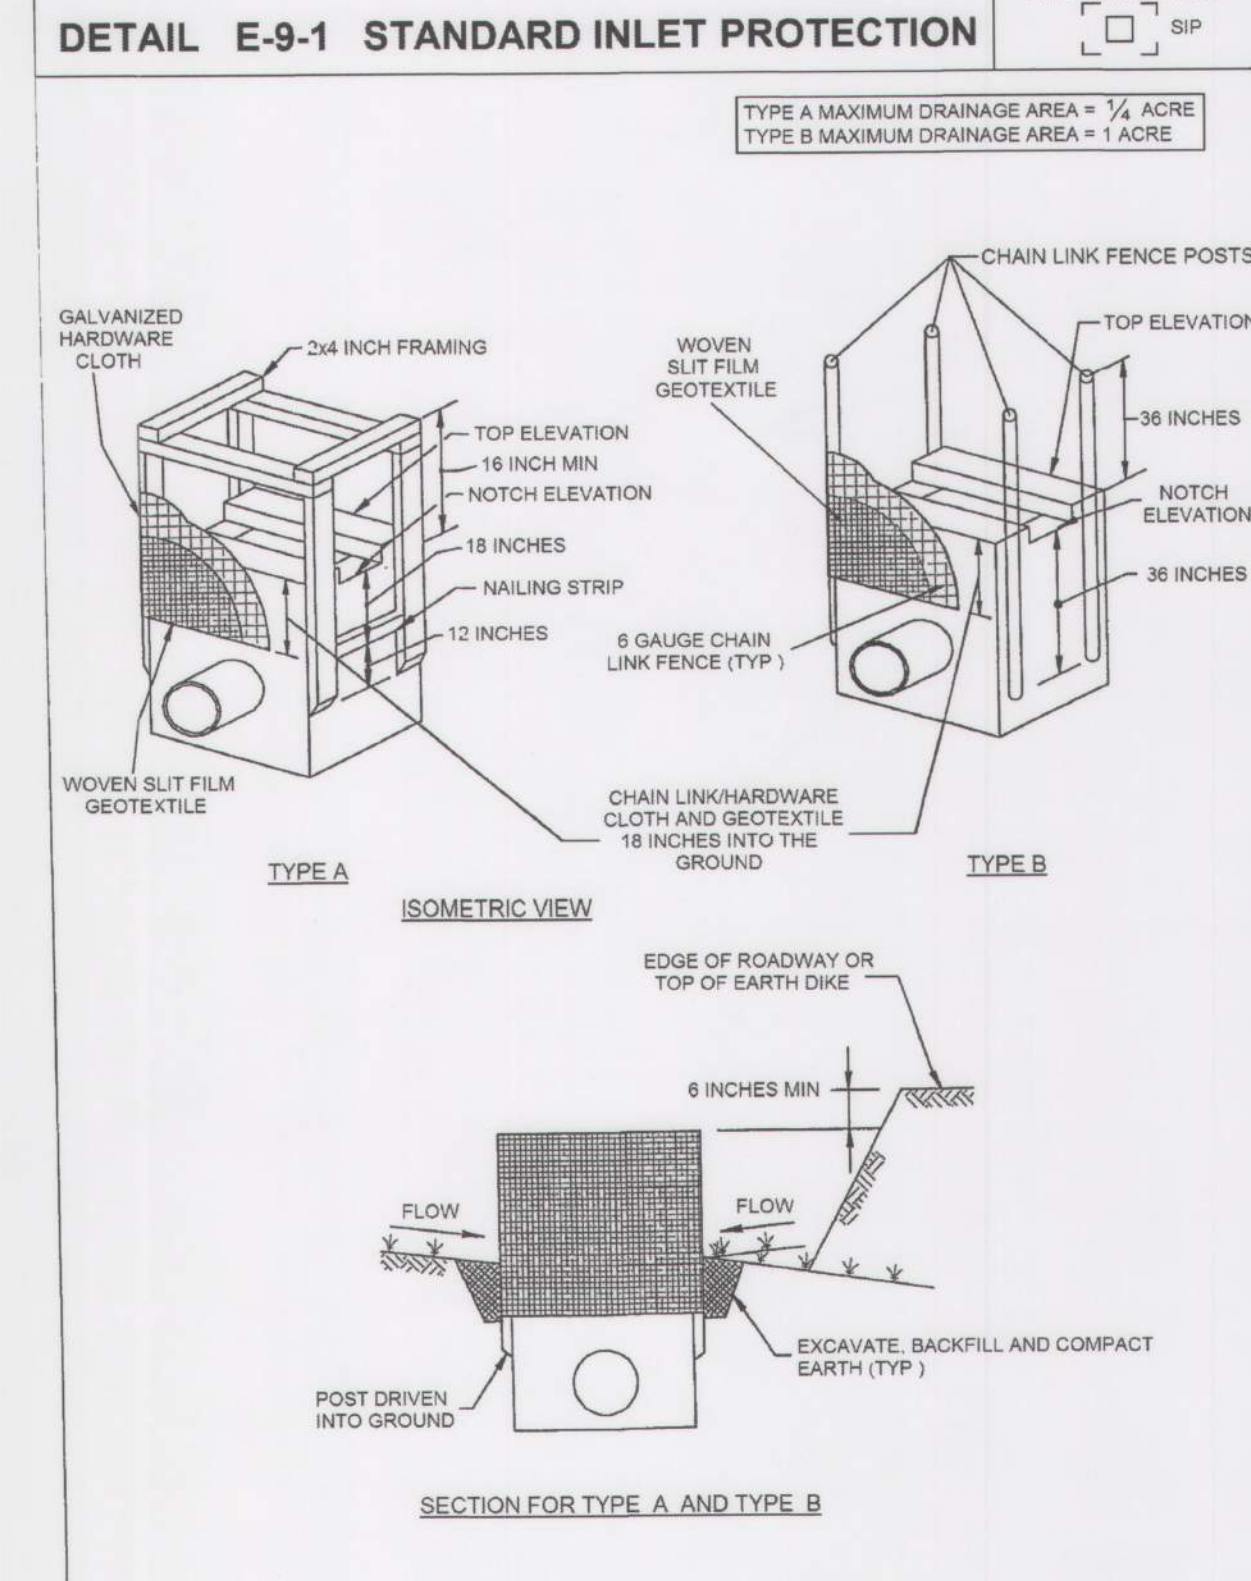 DETAIL E-9-1 STANDARD INLET PROTECTION
SIP
TYPE A MAXIMUM DRAINAGE AREA = ¼ ACRE
TYPE B MAXIMUM DRAINAGE AREA = 1 ACRE
GALVANIZED
HARDWARE
CLOTH
2x4 INCH FRAMING
TOP ELEVATION
16 INCH MIN
NOTCH ELEVATION
18 INCHES
NAILING STRIP
12 INCHES
WOVEN SLIT FILM
GEOTEXTILE
TYPE A
CHAIN LINK FENCE POSTS
TOP ELEVATION
WOVEN
SLIT FILM
GEOTEXTILE
36 INCHES
NOTCH
ELEVATION
36 INCHES
6 GAUGE CHAIN
LINK FENCE (TYP )
CHAIN LINK/HARDWARE
CLOTH AND GEOTEXTILE
18 INCHES INTO THE
GROUND
TYPE B
ISOMETRIC VIEW
EDGE OF ROADWAY OR
TOP OF EARTH DIKE
6 INCHES MIN
FLOW
FLOW
EXCAVATE, BACKFILL AND COMPACT
EARTH (TYP )
POST DRIVEN
INTO GROUND
SECTION FOR TYPE A AND TYPE B